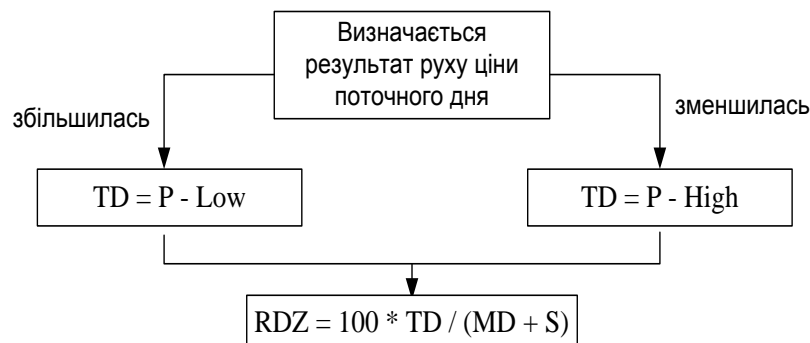 Визначається
результат руху ціни
поточного дня
збільшилась
зменшилась
TD = P - Low
TD = P - High
RDZ = 100 * TD / (MD + S)